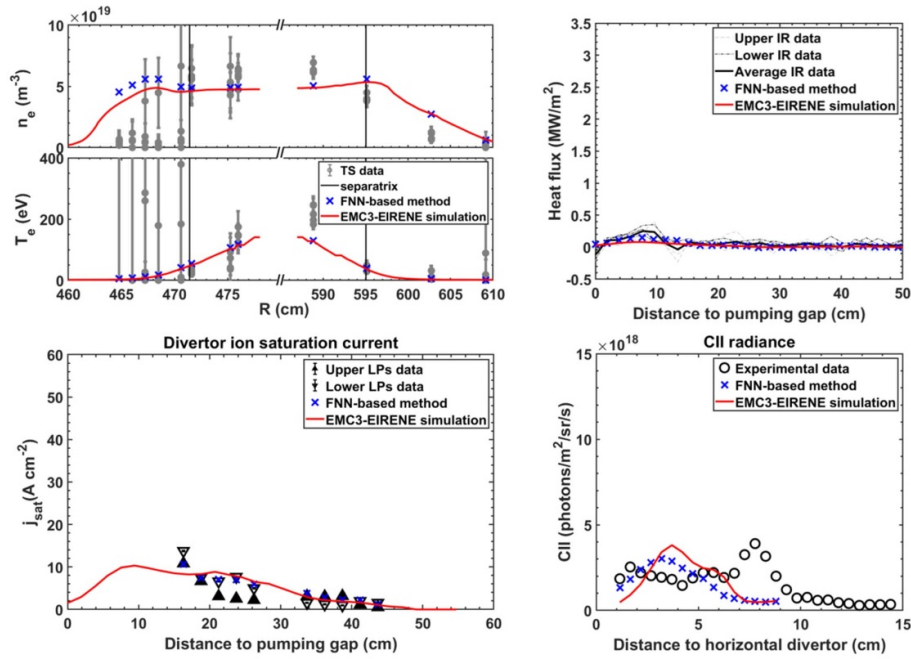 × 10^19
10
5
0
n_e (m^-3)
400
200
0
T_e (eV)
TS data
separatrix
FNN-based method
EMC3-EIRENE simulation
460 465 470 475 590 595 600 605 610
R (cm)
3.5
3
2.5
2
1.5
1
0.5
0
-0.5
Heat flux (MW/m^2)
Upper IR data
Lower IR data
Average IR data
FNN-based method
EMC3-EIRENE simulation
0 10 20 30 40 50
Distance to pumping gap (cm)
Divertor ion saturation current
60
50
40
30
20
10
0
j_sat(A cm^-2)
Upper LPs data
Lower LPs data
FNN-based method
EMC3-EIRENE simulation
0 10 20 30 40 50 60
Distance to pumping gap (cm)
CII radiance
× 10^18
15
10
5
0
CII (photons/m^2/sr/s)
Experimental data
FNN-based method
EMC3-EIRENE simulation
0 5 10 15
Distance to horizontal divertor (cm)